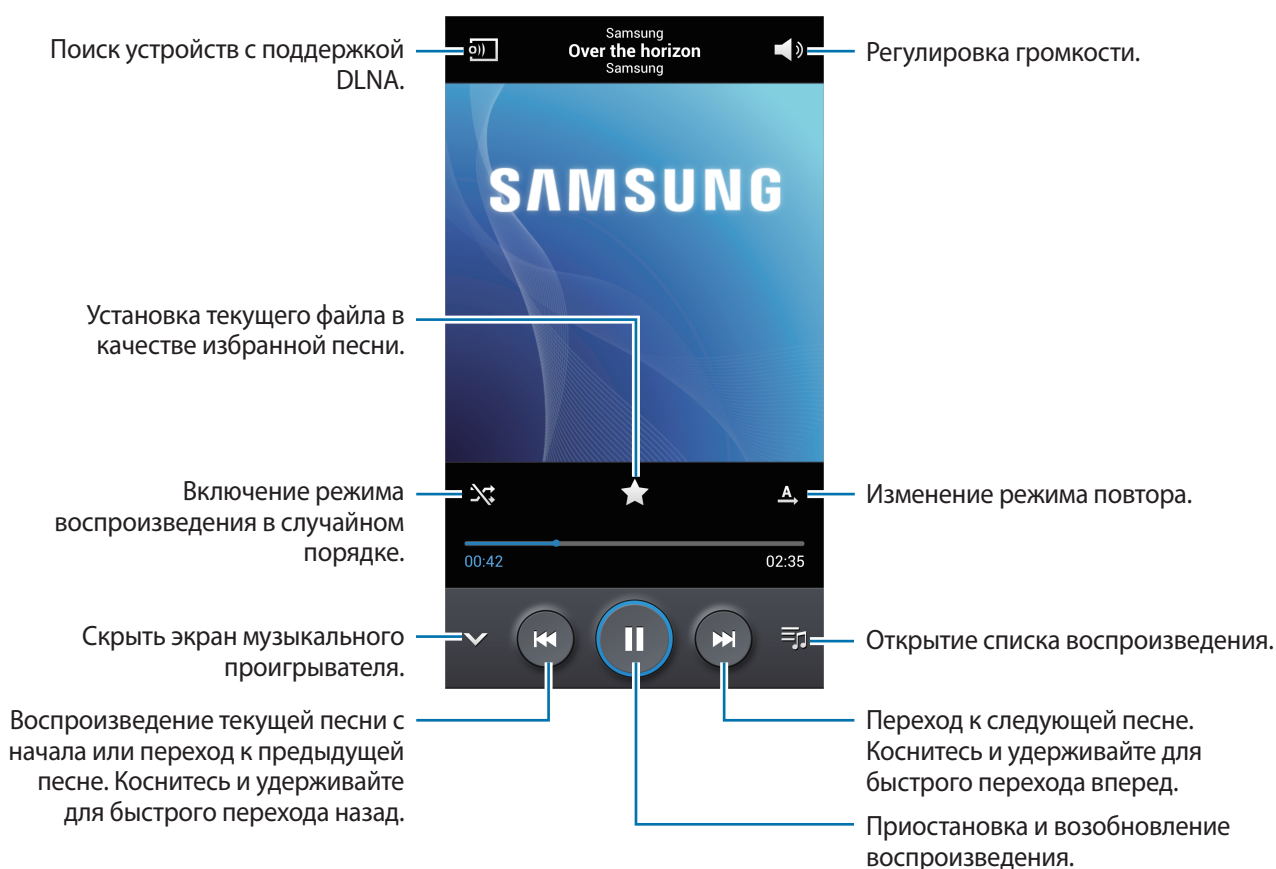 Samsung
Поиск устройств с поддержкой
DLNA.
Over the horizon
Samsung
Регулировка громкости.
SAMSUNG
Установка текущего файла в
качестве избранной песни.
Включение режима
воспроизведения в случайном
порядке.
A
Изменение режима повтора.
00:42
02:35
Скрыть экран музыкального
проигрывателя.
Открытие списка воспроизведения.
Воспроизведение текущей песни с
начала или переход к предыдущей
песне. Коснитесь и удерживайте
для быстрого перехода назад.
Переход к следующей песне.
Коснитесь и удерживайте для
быстрого перехода вперед.
Приостановка и возобновление
воспроизведения.